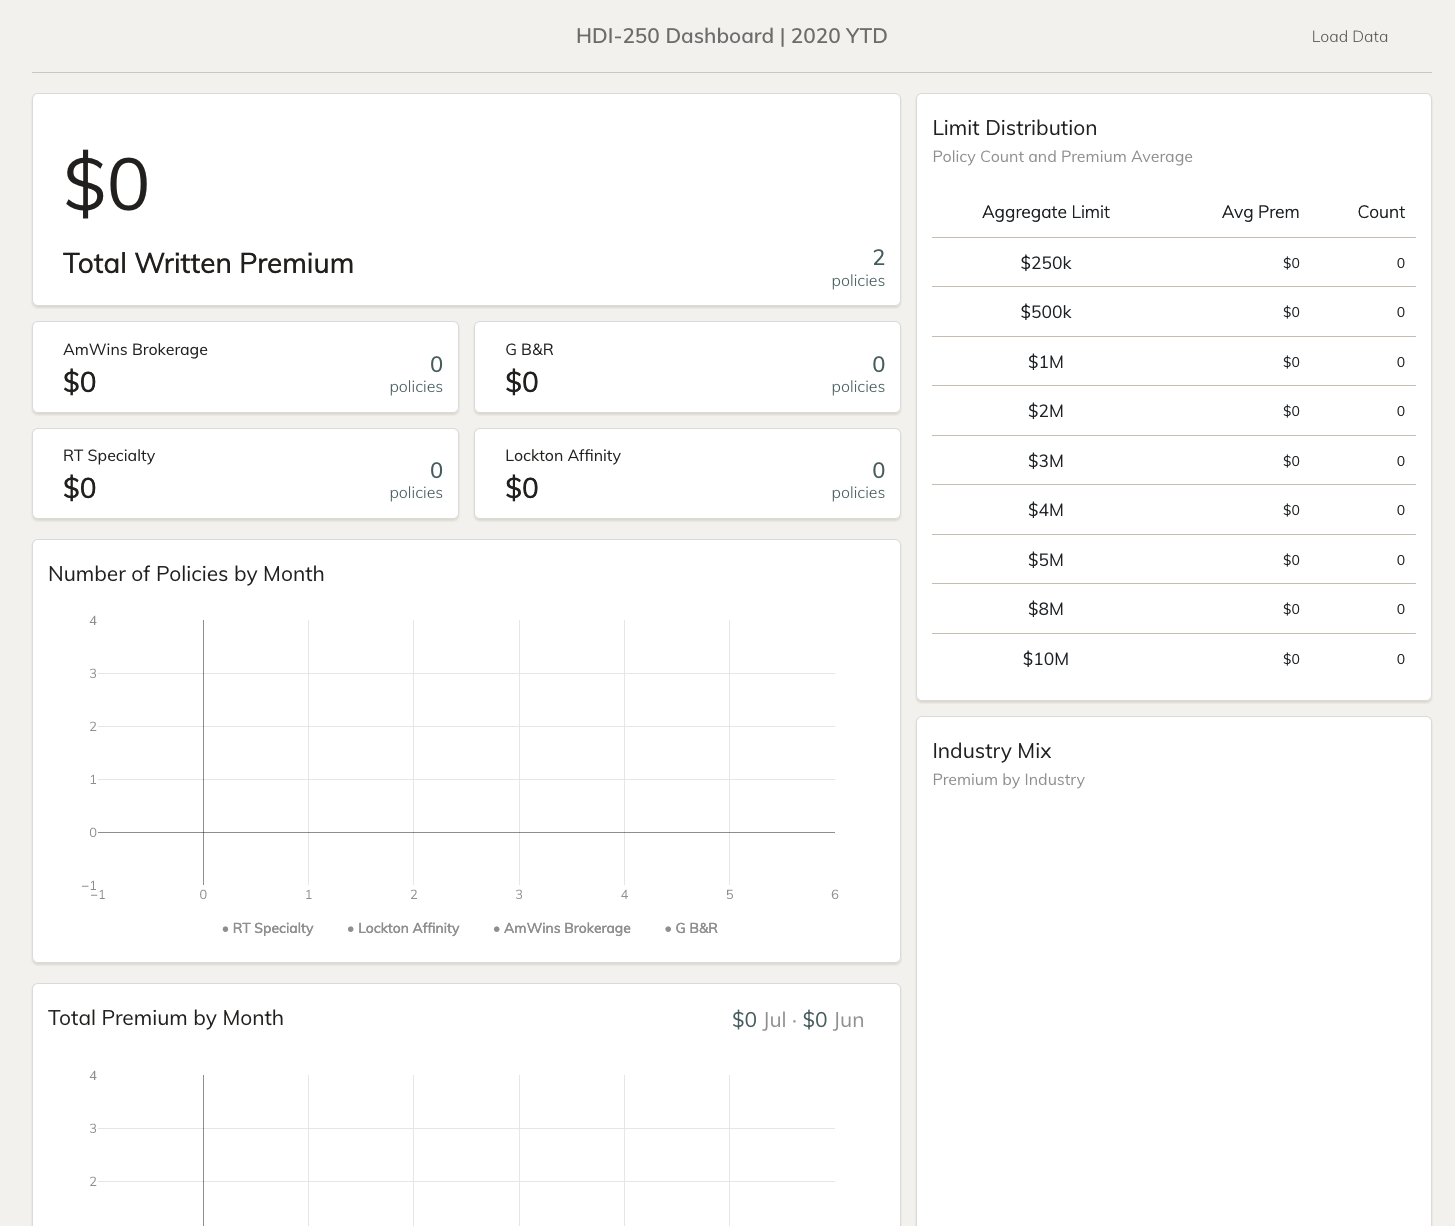 HDI-250 Dashboard | 2020 YTD
Load Data
$0
Total Written Premium
2
policies
AmWins Brokerage
$0
0
policies
G B&R
$0
0
policies
RT Specialty
$0
0
policies
Lockton Affinity
$0
0
policies
Number of Policies by Month
4
3
2
1
0
−1
−1 0 1 2 3 4 5 6
• RT Specialty • Lockton Affinity • AmWins Brokerage • G B&R
Total Premium by Month
$0 Jul · $0 Jun
4
3
2
Limit Distribution
Policy Count and Premium Average
Aggregate Limit Avg Prem Count
$250k $0 0
$500k $0 0
$1M $0 0
$2M $0 0
$3M $0 0
$4M $0 0
$5M $0 0
$8M $0 0
$10M $0 0
Industry Mix
Premium by Industry